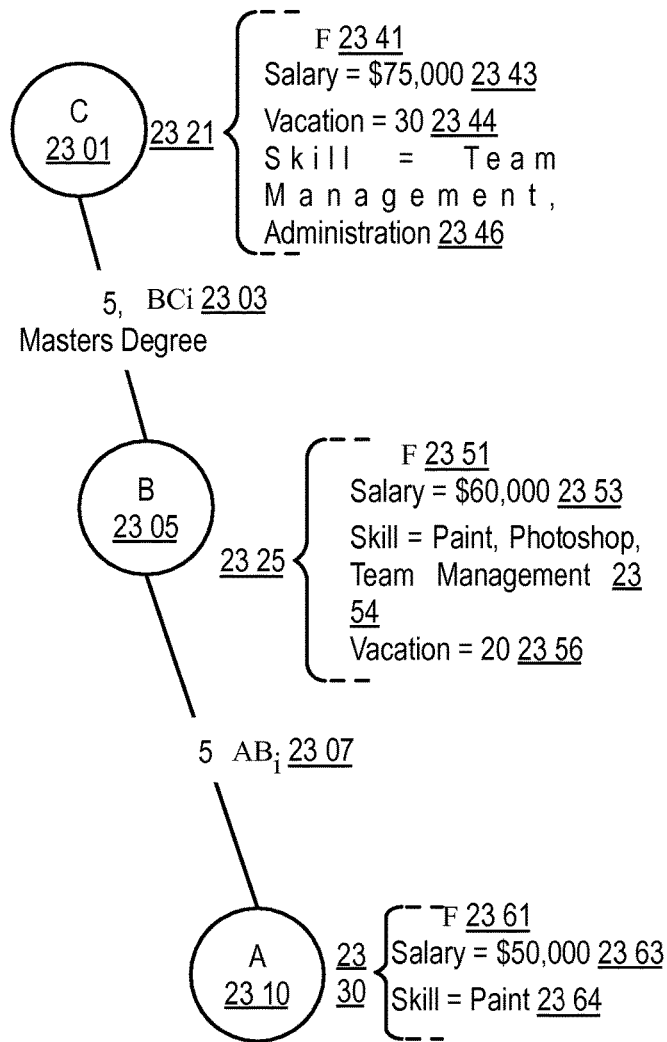 F 23 41
C
23 01
23 21
Salary = $75,000 23 43
Vacation = 30 23 44
Skill = Team
Management,
Administration 23 46
5, BCi 23 03
Masters Degree
B
23 05
23 25
F 23 51
Salary = $60,000 23 53
Skill = Paint, Photoshop,
Team Management 23
54
Vacation = 20 23 56
5 ABi 23 07
A
23 10
23
30
F 23 61
Salary = $50,000 23 63
Skill = Paint 23 64